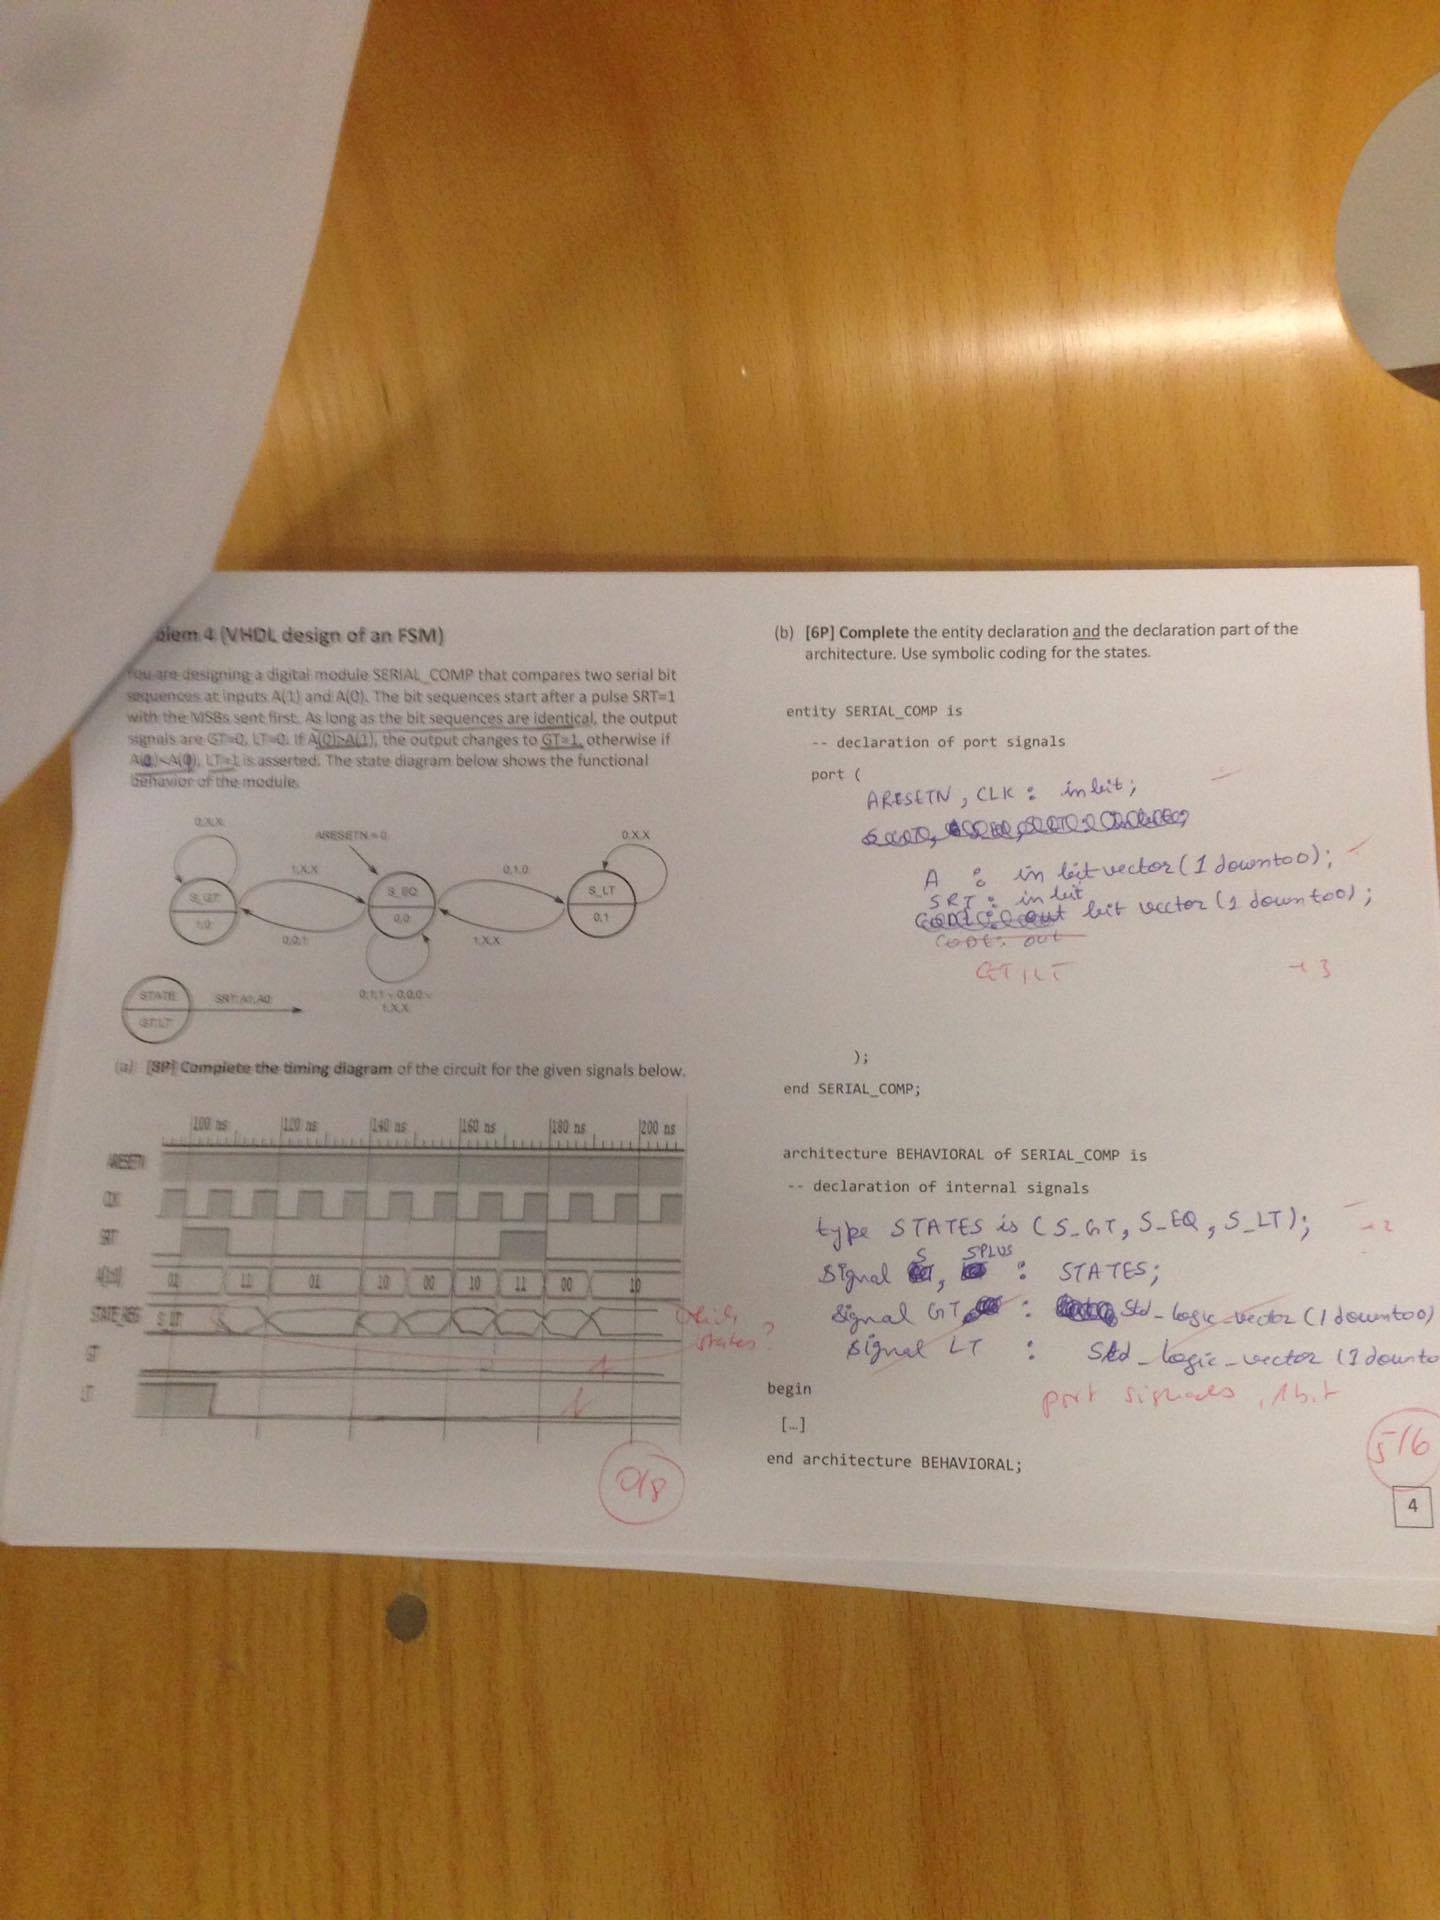 blem 4 (VHDL design of an FSM)
You are designing a digital module SERIAL_COMP that compares two serial bit
sequences at inputs A(1) and A(0). The bit sequences start after a pulse SRT=1
with the MSBs sent first. As long as the bit sequences are identical, the output
signals are GT=0, LT=0. If A(0)>A(1), the output changes to GT=1, otherwise if
A(0)<A(1), LT=1 is asserted. The state diagram below shows the functional
behavior of the module.
0,X,X
ARESETN = 0
0,X,X
1,X,X
0,1,0
S_GT
S_EQ
S_LT
1,0
0,0
0,1
0,0,1
1,X,X
0,1,1 v 0,0,0 v
1,X,X
STATE
SRT,A1,A0
GT,LT
(a) [8P] Complete the timing diagram of the circuit for the given signals below.
100 ns 120 ns 140 ns 160 ns 180 ns 200 ns
ARESETN
CLK
SRT
A[1:0] 11 01 10 00 10 11 00 10
STATE_REG S_LT
which
states?
GT
LT
0/8
(b) [6P] Complete the entity declaration and the declaration part of the
architecture. Use symbolic coding for the states.
entity SERIAL_COMP is
-- declaration of port signals
port (
ARESETN, CLK : in bit;
A : in bit vector (1 downto 0);
SRT : in bit
bit vector (1 downto 0);
CODE: out
GT, LT
+3
);
end SERIAL_COMP;
architecture BEHAVIORAL of SERIAL_COMP is
-- declaration of internal signals
type STATES is (S_GT, S_EQ, S_LT);
S SPLUS
Signal , : STATES;
Signal GT : Std_logic_vector (1 downto 0)
Signal LT : Std_logic_vector (1 downto
begin
port signals, 1 bit
[…]
end architecture BEHAVIORAL;
5/6
4